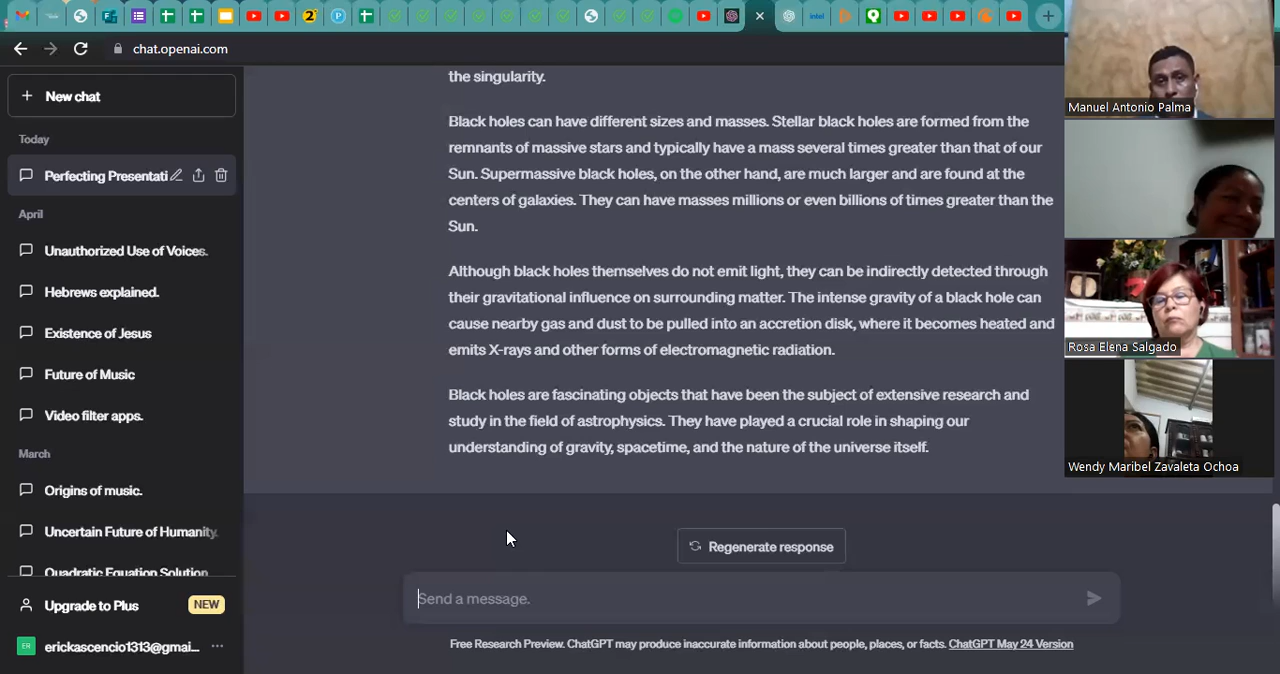 chat.openai.com
New chat
Today
Perfecting Presentati
April
Unauthorized Use of Voices.
Hebrews explained.
Existence of Jesus
Future of Music
Video filter apps.
March
Origins of music.
Uncertain Future of Humanity.
Quadratic Equation Solution
Upgrade to Plus
NEW
erickascencio1313@gmai...
the singularity.
Black holes can have different sizes and masses. Stellar black holes are formed from the
remnants of massive stars and typically have a mass several times greater than that of our
Sun. Supermassive black holes, on the other hand, are much larger and are found at the
centers of galaxies. They can have masses millions or even billions of times greater than the
Sun.
Although black holes themselves do not emit light, they can be indirectly detected through
their gravitational influence on surrounding matter. The intense gravity of a black hole can
cause nearby gas and dust to be pulled into an accretion disk, where it becomes heated and
emits X-rays and other forms of electromagnetic radiation.
Black holes are fascinating objects that have been the subject of extensive research and
study in the field of astrophysics. They have played a crucial role in shaping our
understanding of gravity, spacetime, and the nature of the universe itself.
Regenerate response
Send a message.
Free Research Preview. ChatGPT may produce inaccurate information about people, places, or facts. ChatGPT May 24 Version
Manuel Antonio Palma
Rosa Elena Salgado
Wendy Maribel Zavaleta Ochoa